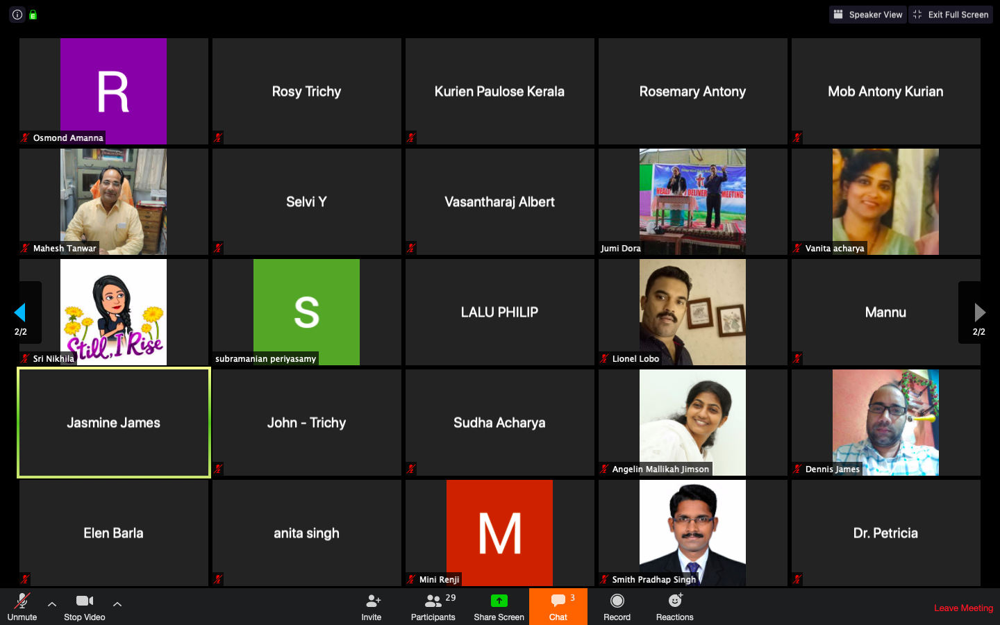 Speaker View
Exit Full Screen
R
Osmond Amanna
Rosy Trichy
Kurien Paulose Kerala
Rosemary Antony
Mob Antony Kurian
Mahesh Tanwar
Selvi Y
Vasantharaj Albert
MEETING
Jumi Dora
Vanita acharya
2/2
Still, I Rise
Sri Nikhila
S
subramanian periyasamy
LALU PHILIP
Lionel Lobo
Mannu
2/2
Jasmine James
John - Trichy
Sudha Acharya
Angelin Mallikah Jimson
Dennis James
Elen Barla
anita singh
M
Mini Renji
Smith Pradhap Singh
Dr. Petricia
Unmute
Stop Video
Invite
Participants
29
Share Screen
Chat
3
Record
Reactions
Leave Meeting